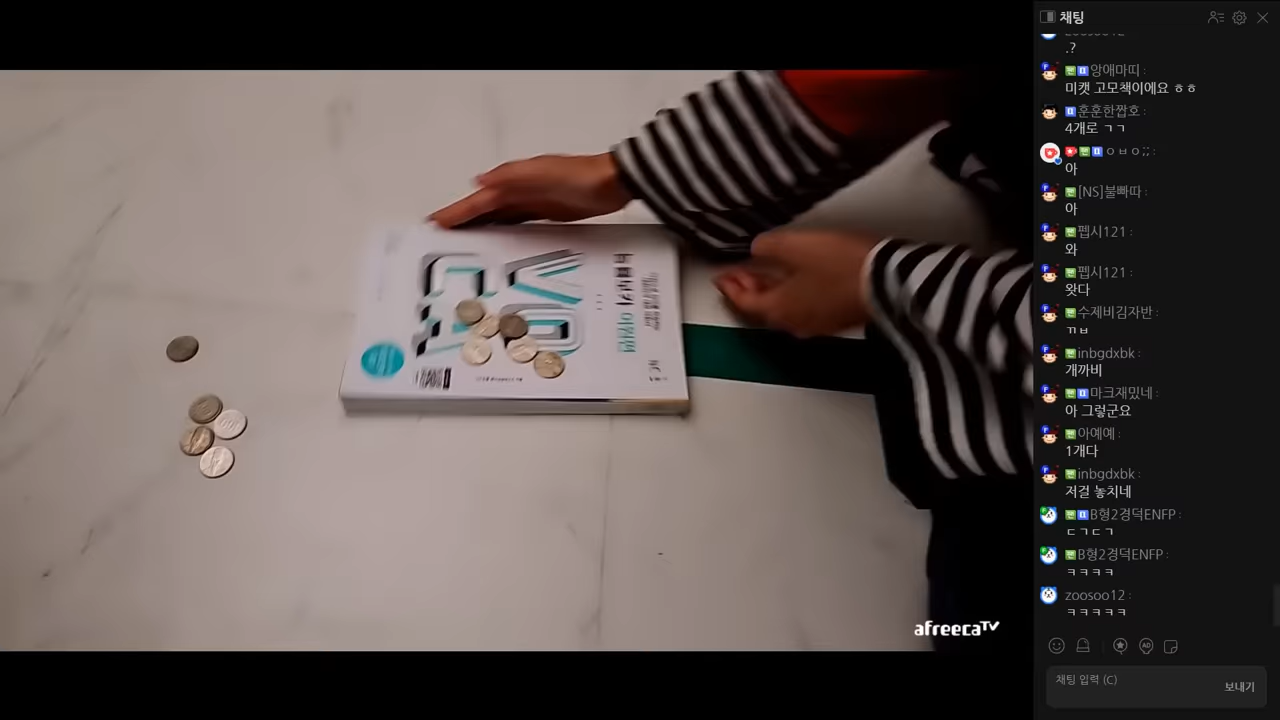 채팅
.?
앙애마띠 :
미캣 고모첵이에요 ㅎㅎ
훈훈한짭호 :
4개로 ㄱㄱ
ㅇㅂㅇ;; :
아
[NS]불빠따 :
아
펩시121 :
와
펩시121 :
왓다
수제비김자반 :
ㄲㅂ
inbgdxbk :
개까비
마크재밌네 :
아 그렇군요
아예예 :
1개다
inbgdxbk :
저걸 놓치네
B형2경덕ENFP :
ㄷㄱㄷㄱ
B형2경덕ENFP :
ㅋㅋㅋㅋ
zoosoo12 :
ㅋㅋㅋㅋㅋ
채팅 입력 (C)
보내기
afreecaTV